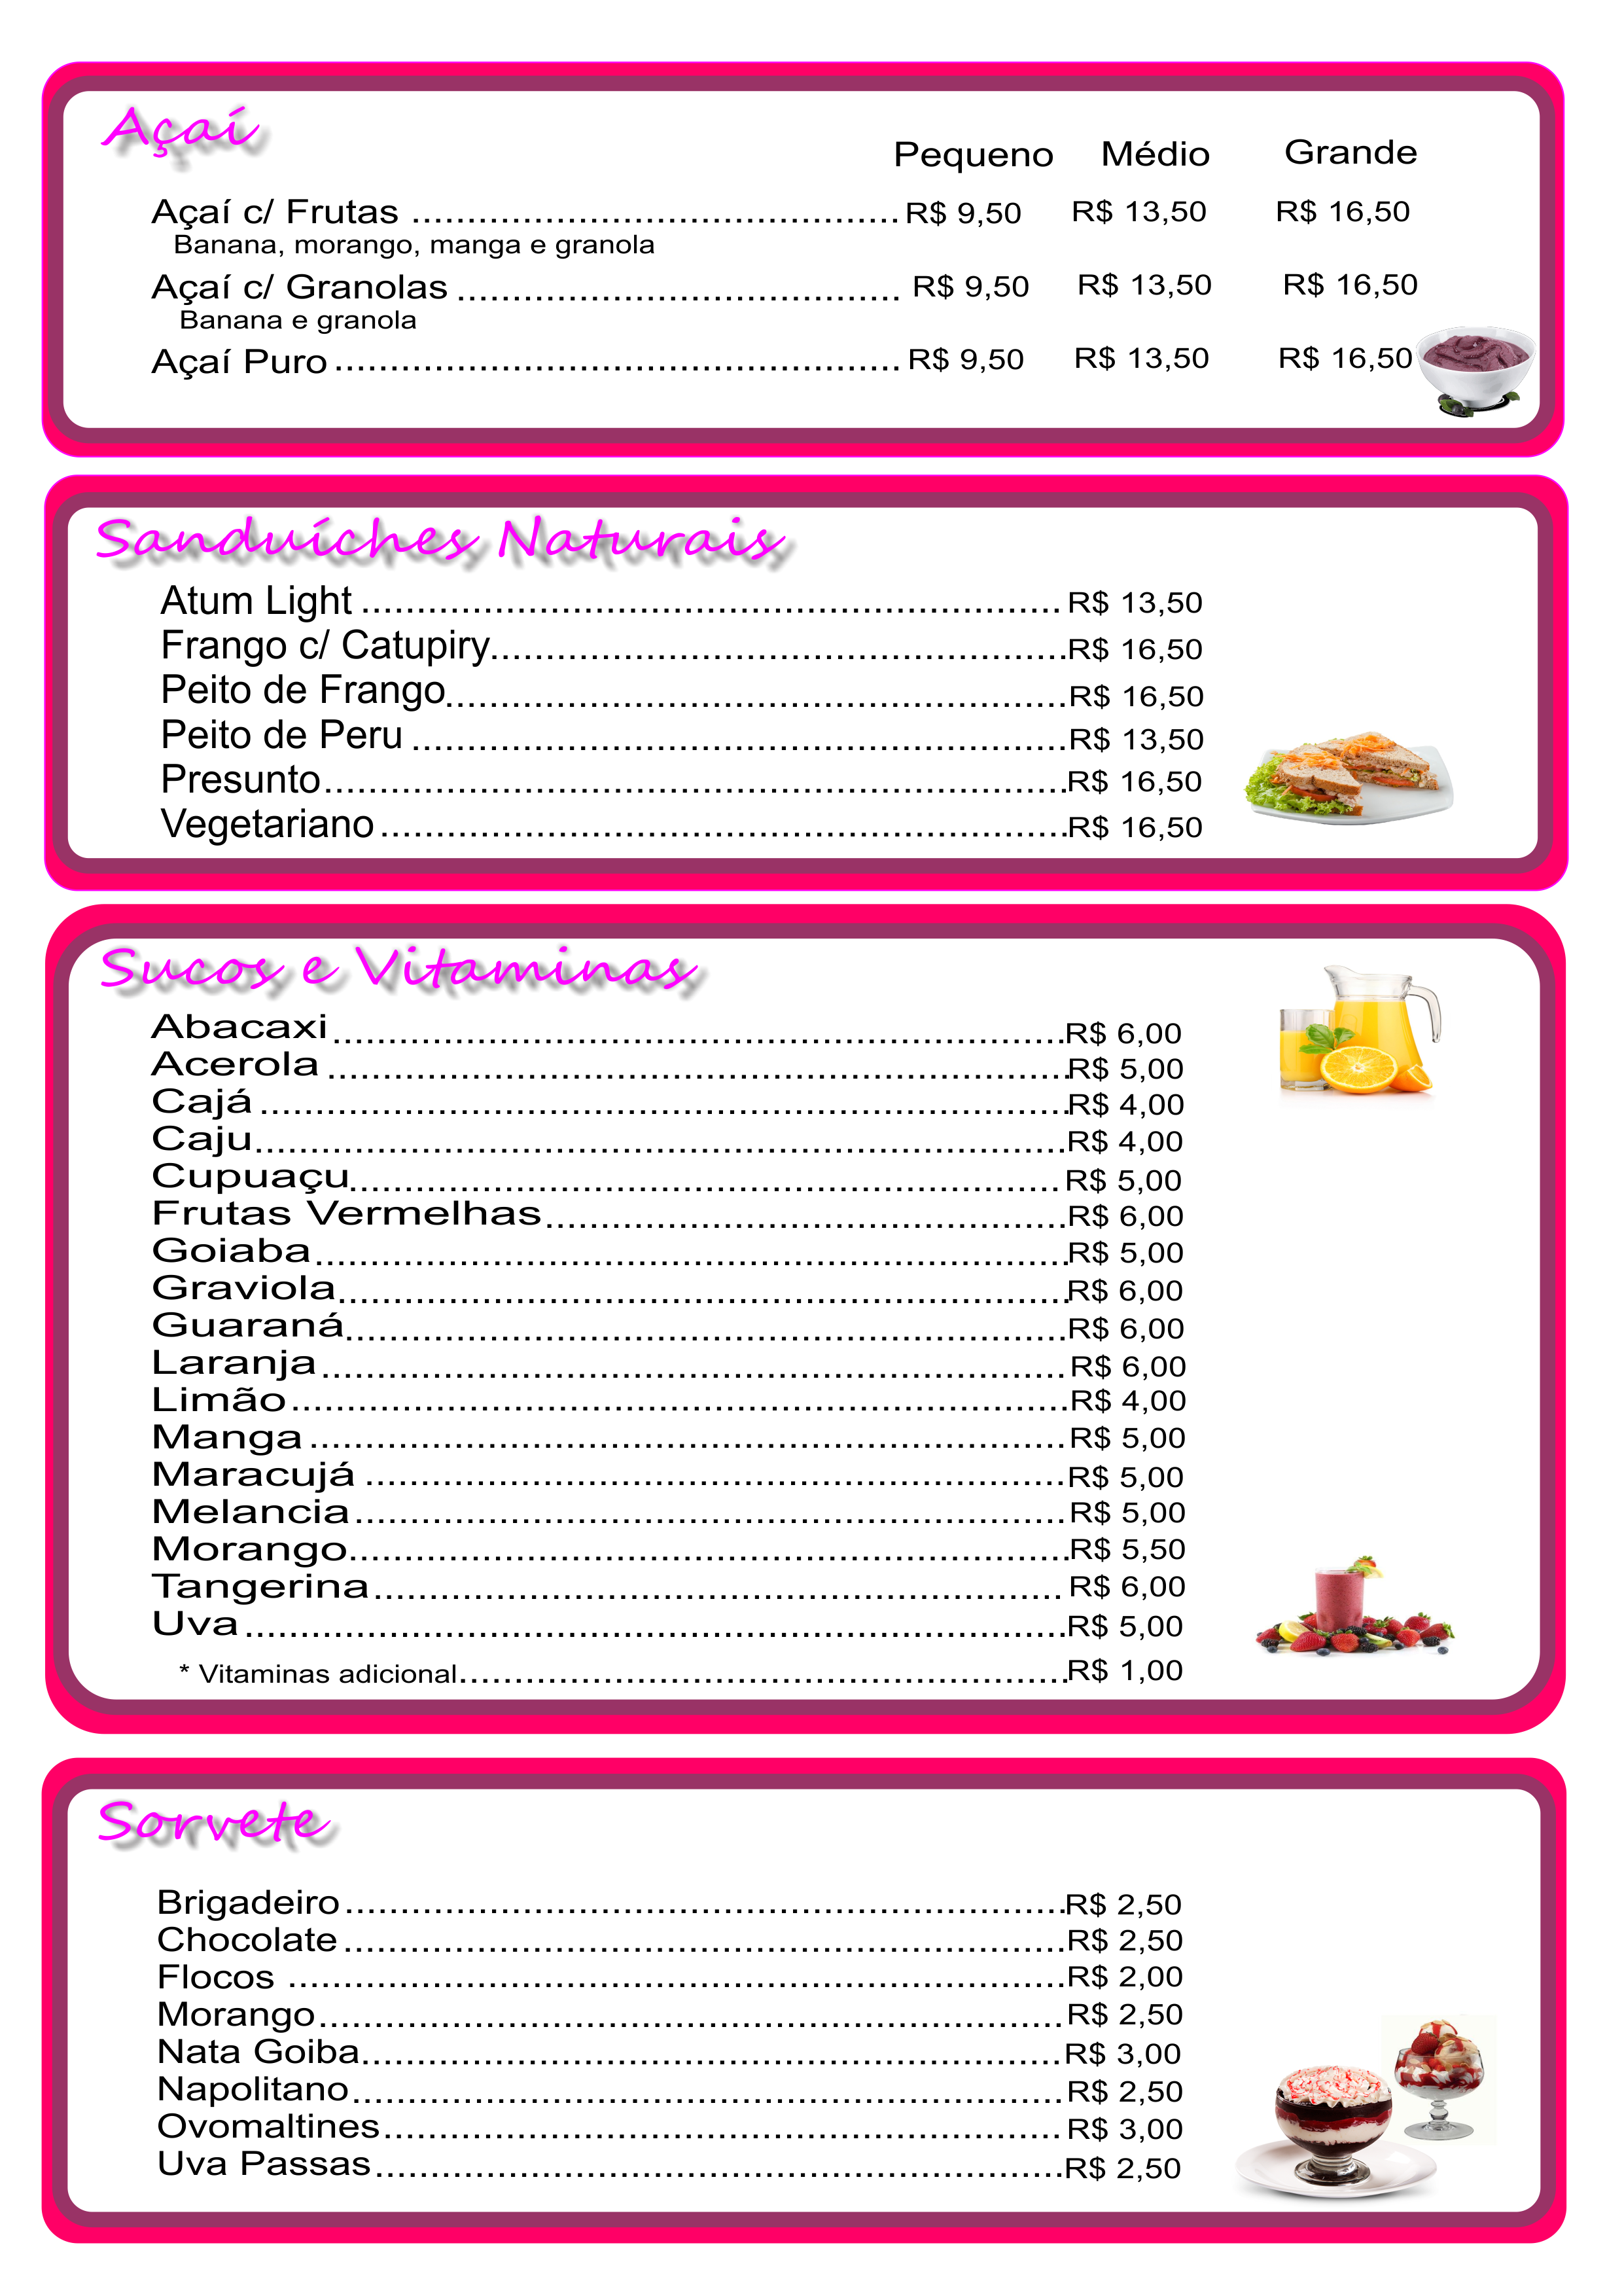 Açaí
Pequeno Médio Grande
Açaí c/ Frutas ............................................ R$ 9,50 R$ 13,50 R$ 16,50
Banana, morango, manga e granola
Açaí c/ Granolas ........................................ R$ 9,50 R$ 13,50 R$ 16,50
Banana e granola
Açaí Puro ................................................... R$ 9,50 R$ 13,50 R$ 16,50
Sanduíches Naturais
Atum Light ............................................................... R$ 13,50
Frango c/ Catupiry.................................................... R$ 16,50
Peito de Frango........................................................ R$ 16,50
Peito de Peru ........................................................... R$ 13,50
Presunto................................................................... R$ 16,50
Vegetariano .............................................................. R$ 16,50
Sucos e Vitaminas
Abacaxi .................................................................. R$ 6,00
Acerola ................................................................... R$ 5,00
Cajá ......................................................................... R$ 4,00
Caju......................................................................... R$ 4,00
Cupuaçu................................................................ R$ 5,00
Frutas Vermelhas............................................... R$ 6,00
Goiaba .................................................................... R$ 5,00
Graviola.................................................................. R$ 6,00
Guaraná................................................................. R$ 6,00
Laranja ................................................................... R$ 6,00
Limão ...................................................................... R$ 4,00
Manga .................................................................... R$ 5,00
Maracujá ............................................................... R$ 5,00
Melancia ................................................................ R$ 5,00
Morango................................................................. R$ 5,50
Tangerina .............................................................. R$ 6,00
Uva .......................................................................... R$ 5,00
* Vitaminas adicional....................................................... R$ 1,00
Sorvete
Brigadeiro ................................................................. R$ 2,50
Chocolate ................................................................. R$ 2,50
Flocos ...................................................................... R$ 2,00
Morango................................................................... R$ 2,50
Nata Goiba............................................................... R$ 3,00
Napolitano................................................................ R$ 2,50
Ovomaltines............................................................. R$ 3,00
Uva Passas.............................................................. R$ 2,50